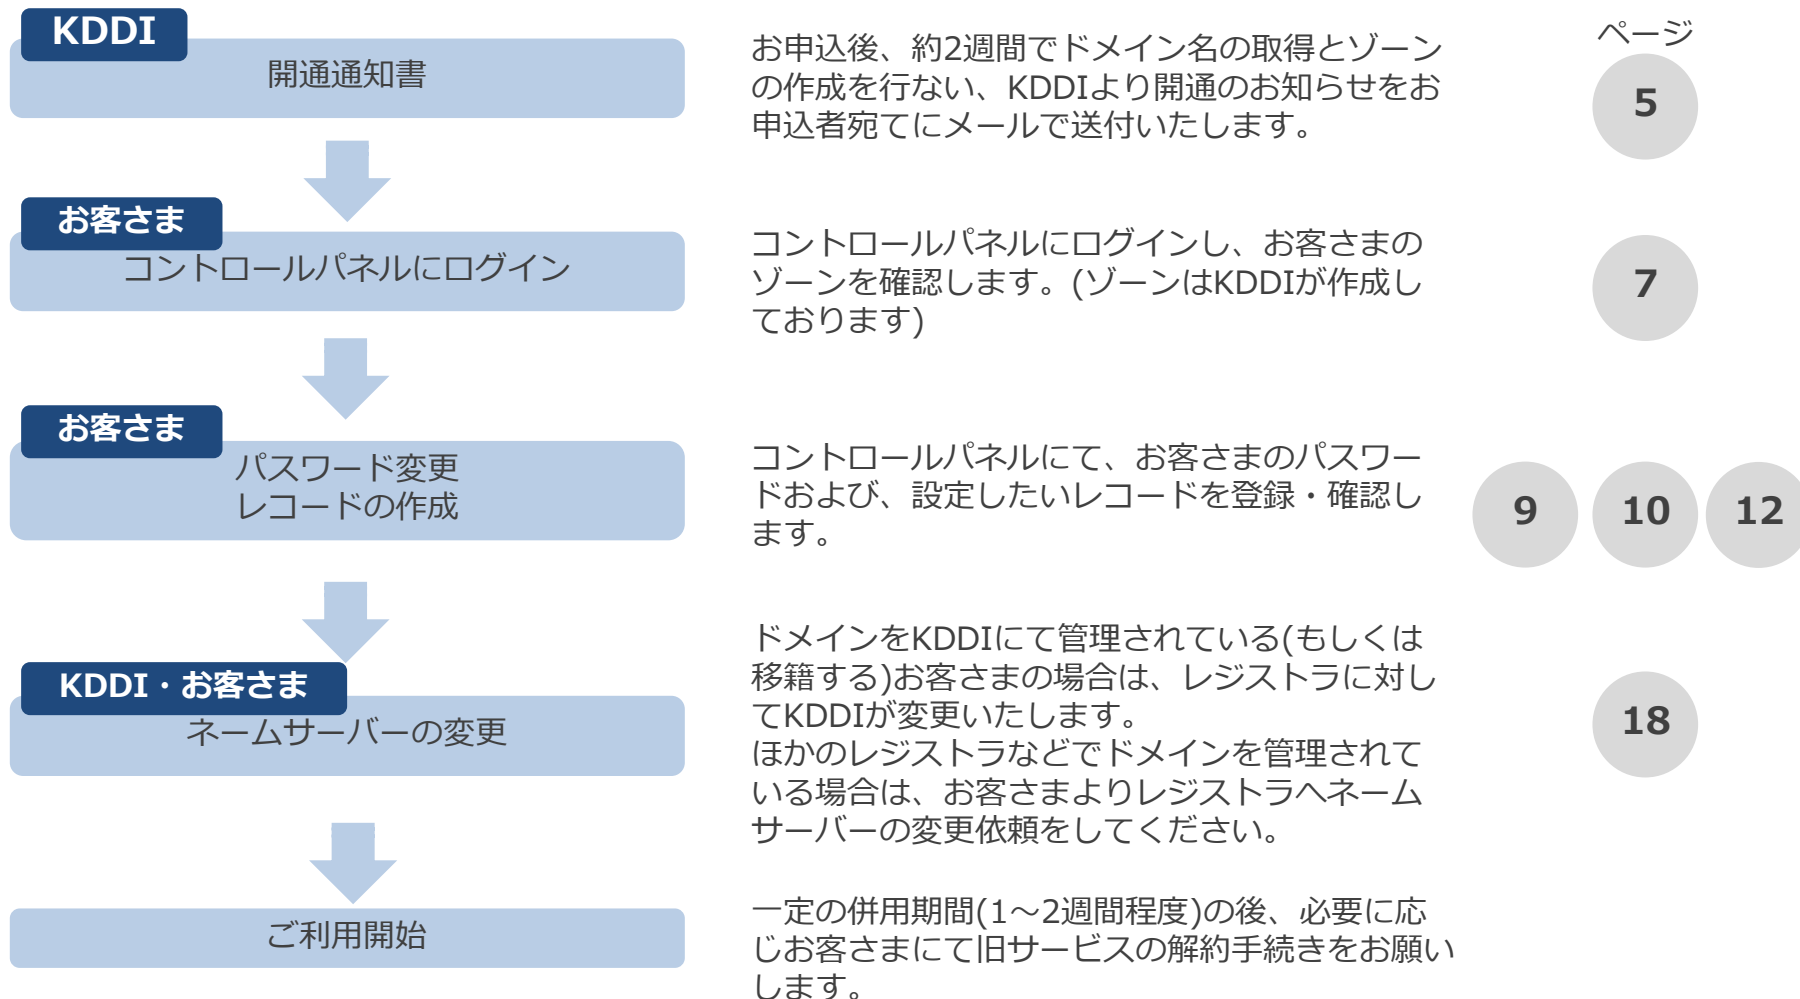 KDDI
開通通知書
お申込後、約2週間でドメイン名の取得とゾーン
の作成を行ない、KDDIより開通のお知らせをお
申込者宛てにメールで送付いたします。
ページ
5
お客さま
コントロールパネルにログイン
コントロールパネルにログインし、お客さまの
ゾーンを確認します。(ゾーンはKDDIが作成し
ております)
7
お客さま
パスワード変更
レコードの作成
コントロールパネルにて、お客さまのパスワー
ドおよび、設定したいレコードを登録・確認し
ます。
9
10
12
KDDI・お客さま
ネームサーバーの変更
ドメインをKDDIにて管理されている(もしくは
移籍する)お客さまの場合は、レジストラに対し
てKDDIが変更いたします。
ほかのレジストラなどでドメインを管理されて
いる場合は、お客さまよりレジストラへネーム
サーバーの変更依頼をしてください。
18
ご利用開始
一定の併用期間(1～2週間程度)の後、必要に応
じお客さまにて旧サービスの解約手続きをお願い
します。